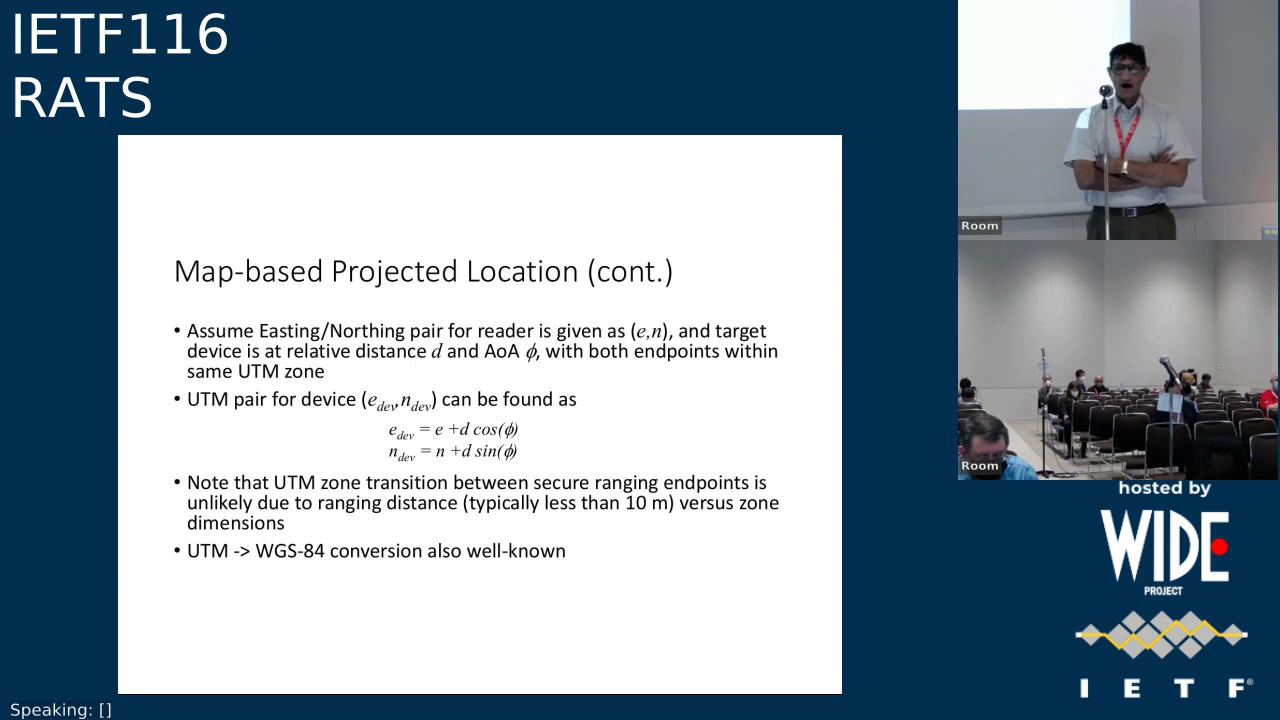 IETF116
RATS
Map-based Projected Location (cont.)
• Assume Easting/Northing pair for reader is given as (e,n), and target
device is at relative distance d and AoA ϕ, with both endpoints within
same UTM zone
• UTM pair for device (e_dev,n_dev) can be found as
e_dev = e +d cos(ϕ)
n_dev = n +d sin(ϕ)
• Note that UTM zone transition between secure ranging endpoints is
unlikely due to ranging distance (typically less than 10 m) versus zone
dimensions
• UTM -> WGS-84 conversion also well-known
Room
Room
hosted by
WIDE
PROJECT
I E T F®
Speaking: []